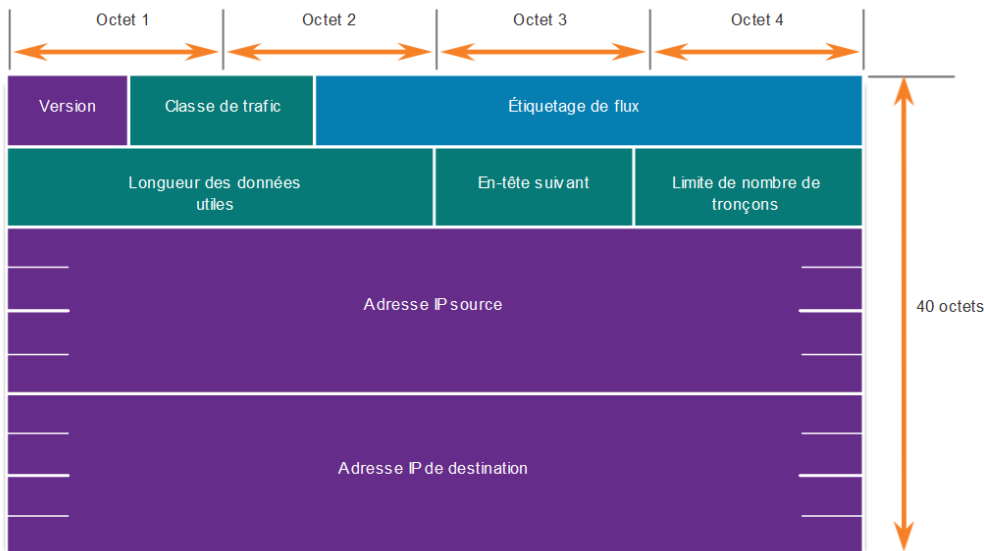 Octet 1
Octet 2
Octet 3
Octet 4
Version
Classe de trafic
Étiquetage de flux
Longueur des données
utiles
En-tête suivant
Limite de nombre de
tronçons
Adresse IP source
40 octets
Adresse IP de destination